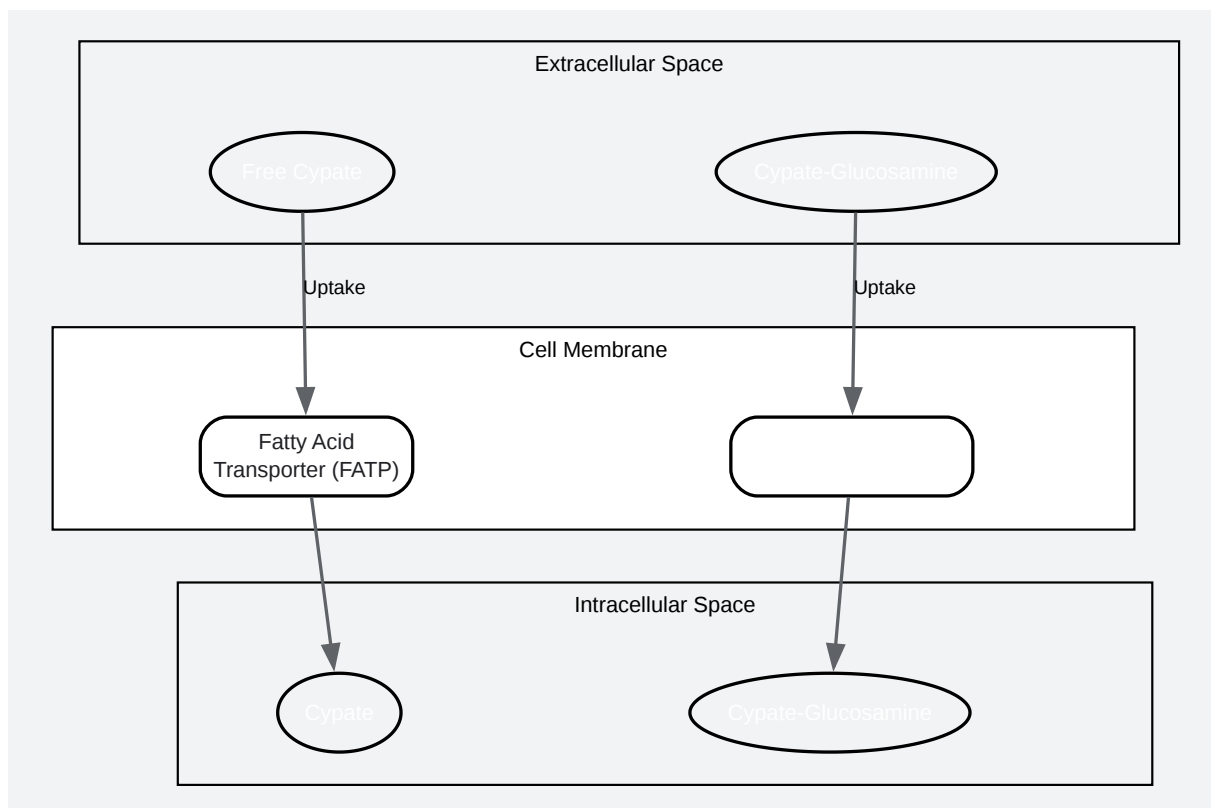 Extracellular Space
Free Cypate
Cypate-Glucosamine
Uptake
Uptake
Cell Membrane
Fatty Acid
Transporter (FATP)
Intracellular Space
Cypate
Cypate-Glucosamine